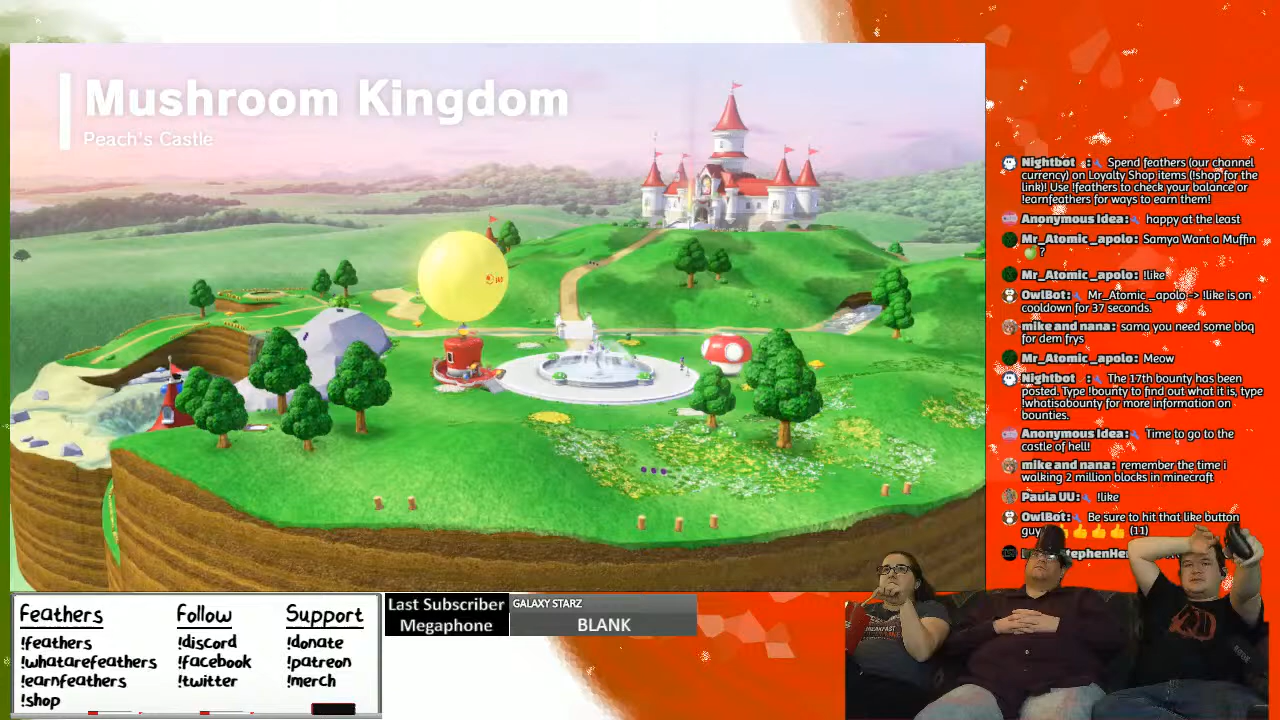 Mushroom Kingdom
Peach's Castle
Nightbot : Spend feathers (our channel
currency) on Loyalty Shop items (!shop for the
link)! Use !feathers to check your balance or
!earnfeathers for ways to earn them!
Anonymous Idea: happy at the least
Mr_Atomic_apolo: Samya Want a Muffin
?
Mr_Atomic_apolo: !like
OwlBot: Mr_Atomic_apolo -> !like is on
cooldown for 37 seconds.
mike and nana: sama you need some bbq
for dem frys
Mr_Atomic_apolo: Meow
Nightbot : The 17th bounty has been
posted. Type !bounty to find out what it is, type
!whatisabounty for more information on
bounties.
Anonymous Idea: Time to go to the
castle of hell!
mike and nana: remember the time i
walking 2 million blocks in minecraft
Paula UU: !like
OwlBot: Be sure to hit that like button
(11)
Feathers
!feathers
!whatarefeathers
!earnfeathers
!shop
Follow
!discord
!facebook
!twitter
Support
!donate
!patreon
!merch
Last Subscriber
Megaphone
GALAXY STARZ
BLANK